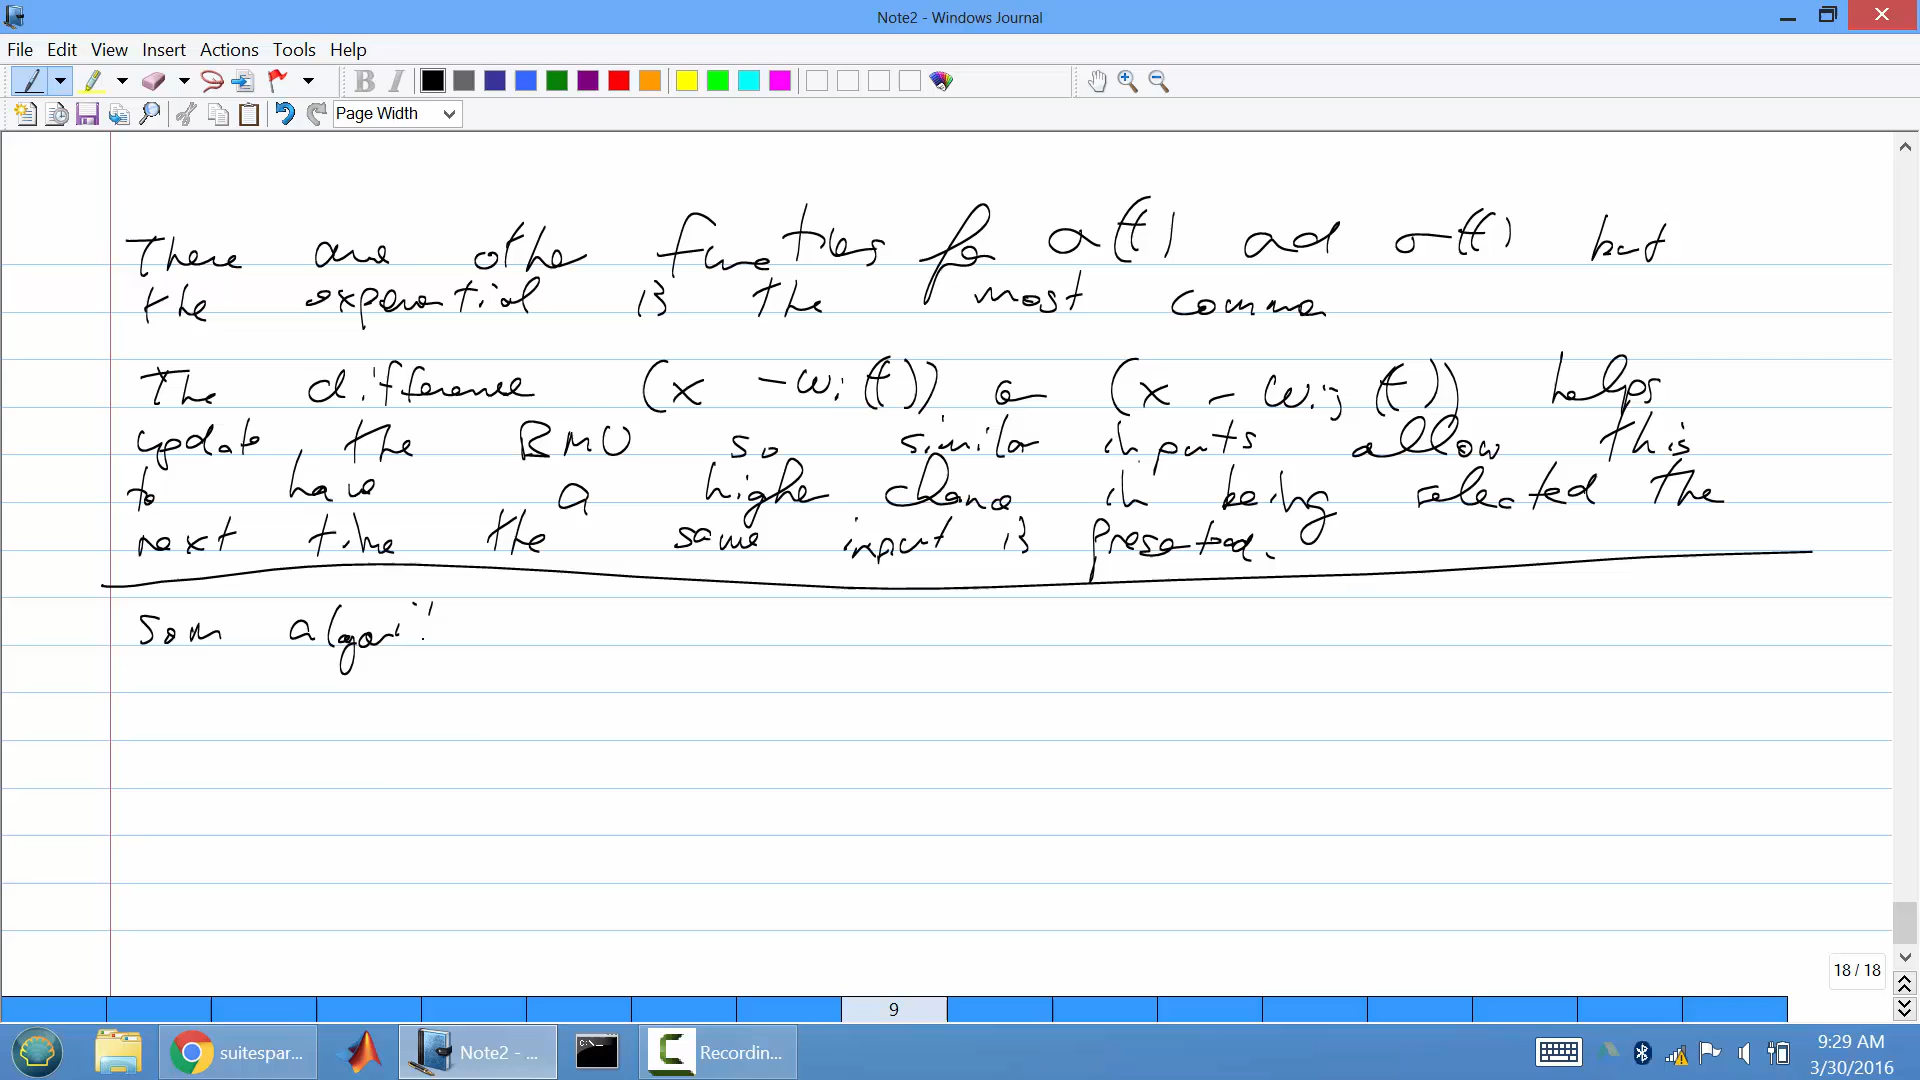 Note2 - Windows Journal
File Edit View Insert Actions Tools Help
B I
Page Width
There are other functions for α(t) and σ(t) but
the exponential is the most common
The difference (x - wi(t)) or (x - wij(t)) helps
update the BMU so similar inputs allow this
to have a higher chance in being selected the
next time the same input is presented.
SOM algorit
18 / 18
9
suitespar...
Note2 - ...
C:\_
Recordin...
9:29 AM
3/30/2016